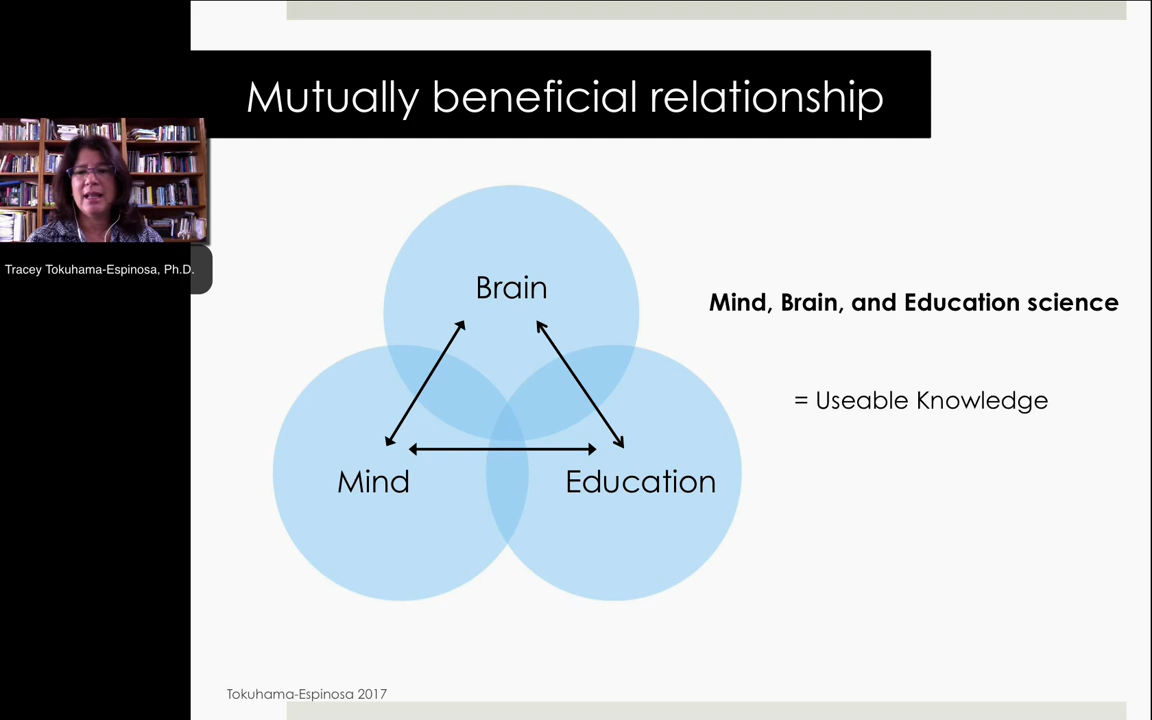 Mutually beneficial relationship
Tracey Tokuhama-Espinosa, Ph.D.
Brain
Mind, Brain, and Education science
= Useable Knowledge
Mind
Education
Tokuhama-Espinosa 2017